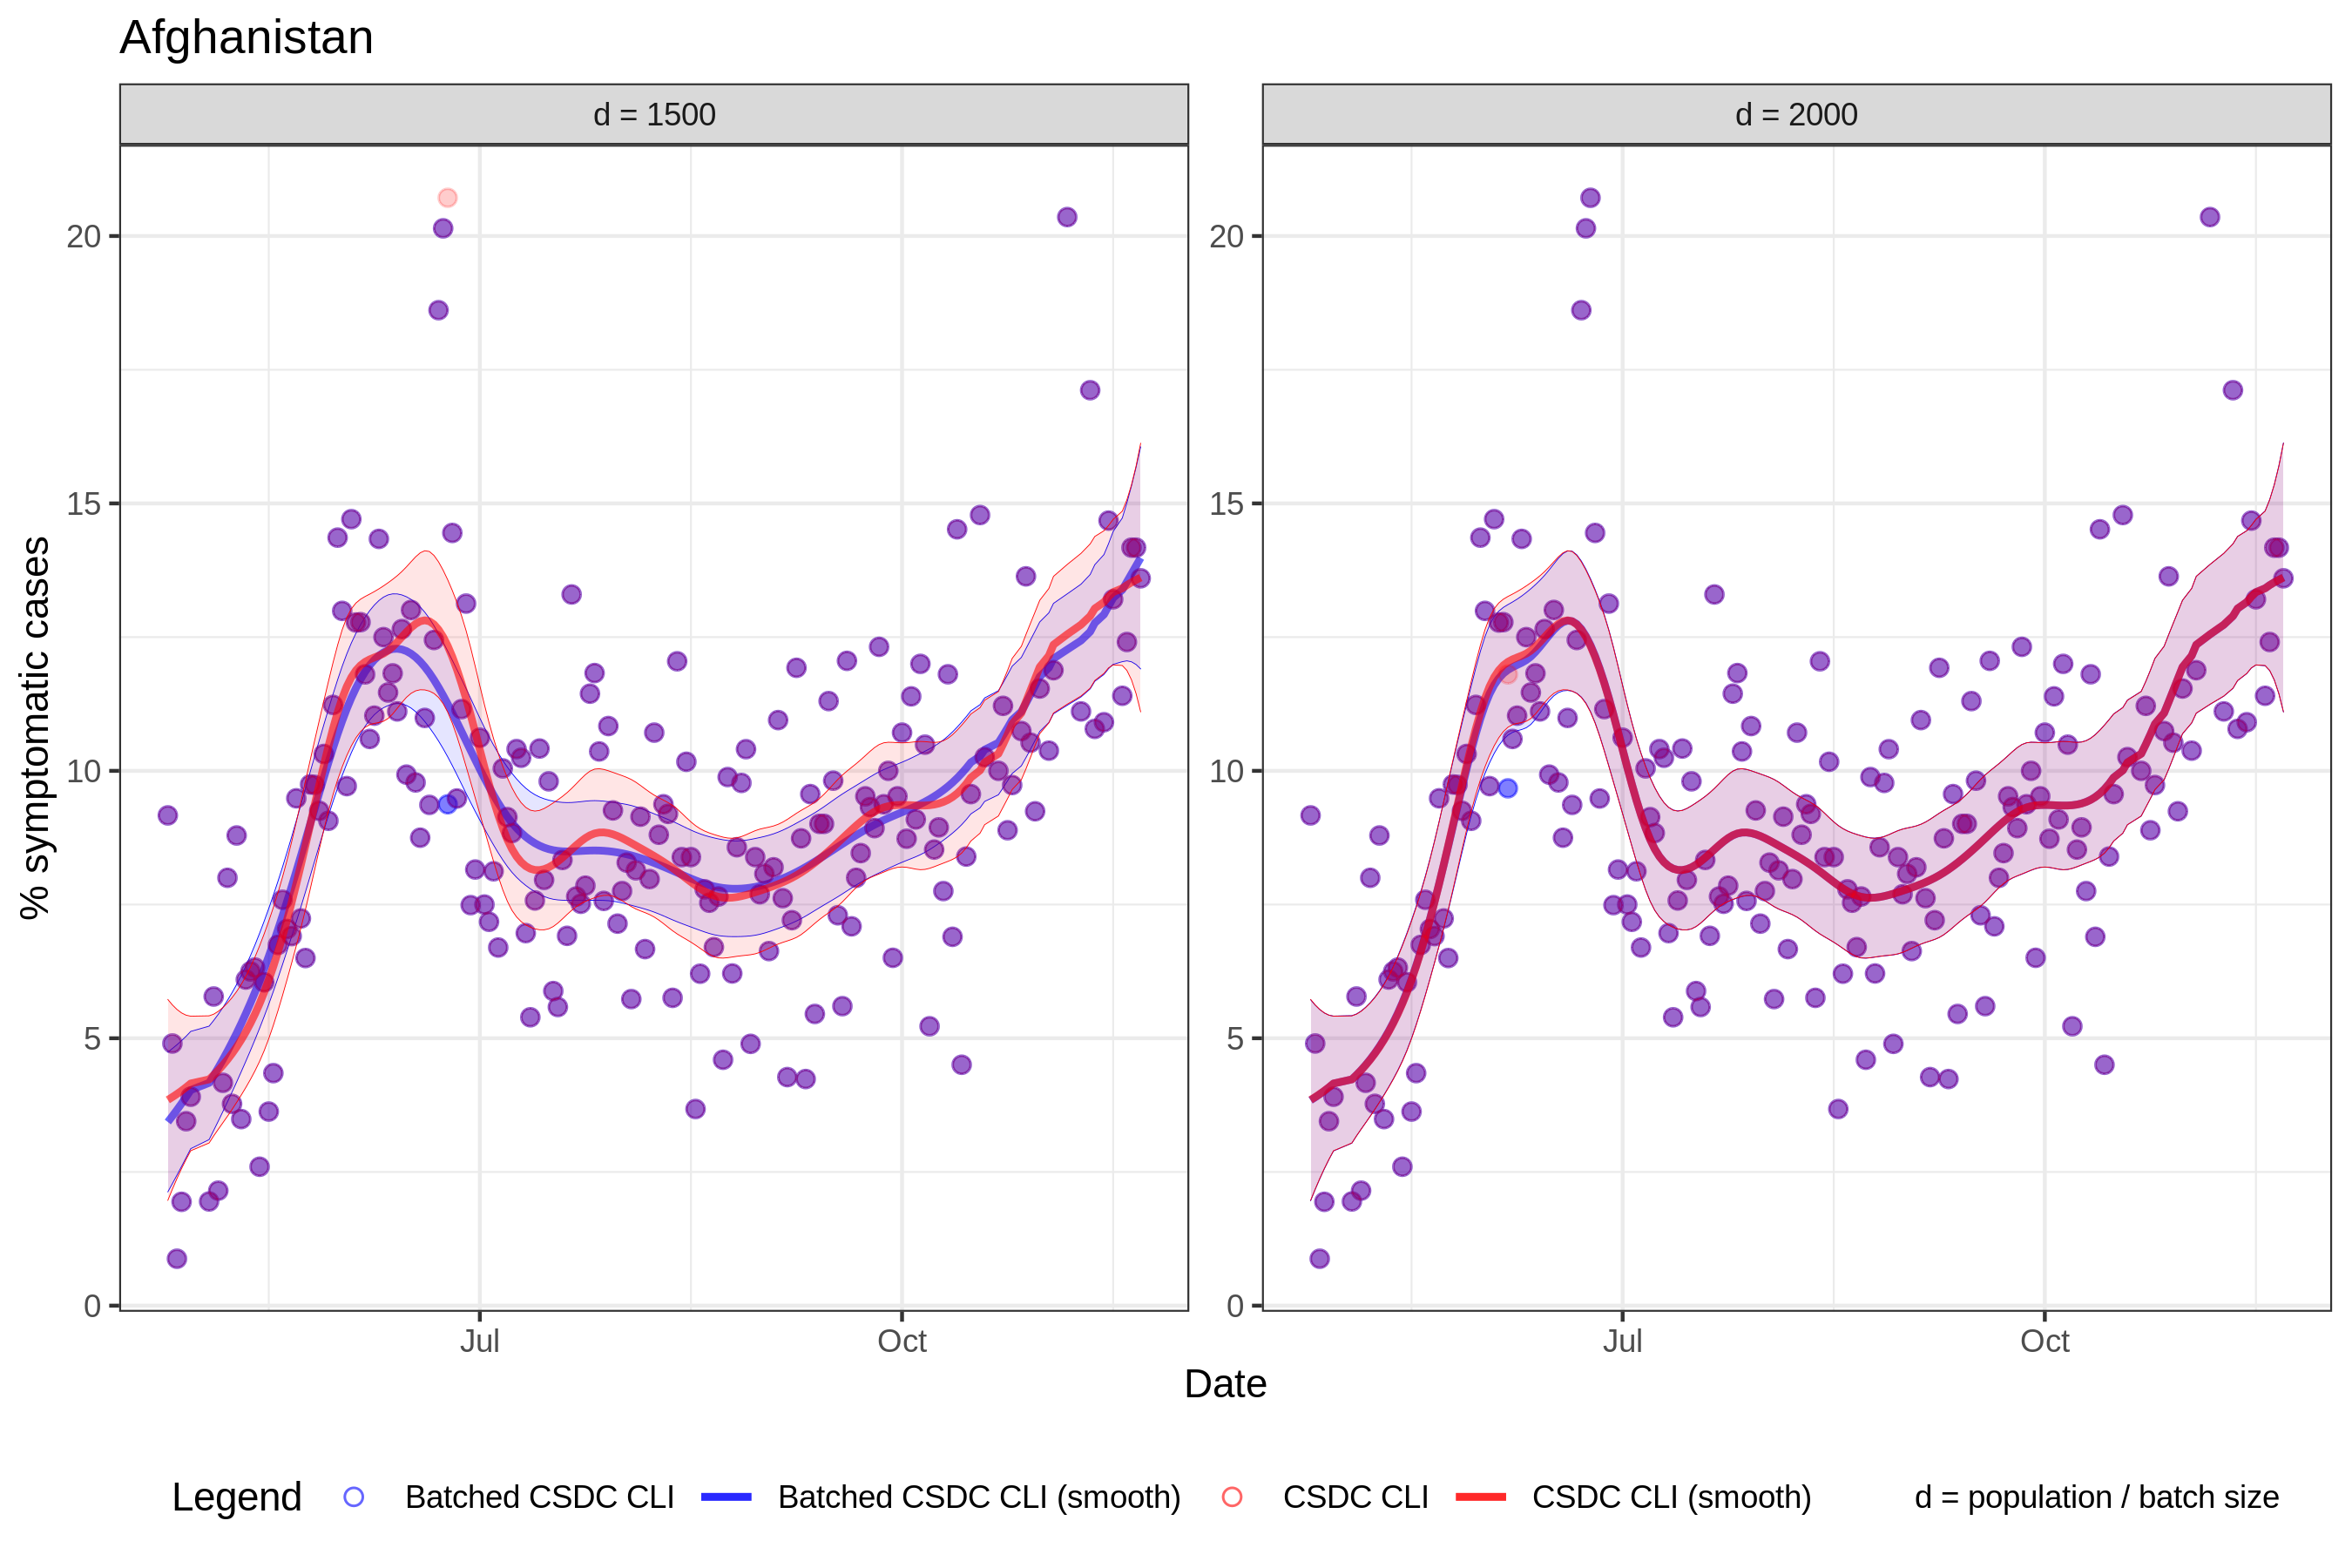 Afghanistan
d = 1500
d = 2000
% symptomatic cases
20
15
10
5
0
20
15
10
5
0
Jul
Oct
Jul
Oct
Date
Legend
Batched CSDC CLI
Batched CSDC CLI (smooth)
CSDC CLI
CSDC CLI (smooth)
d = population / batch size